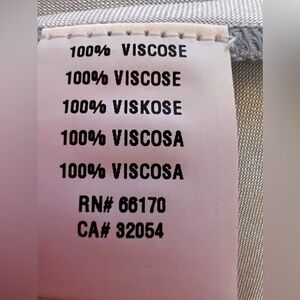 100% VISCOSE
100% VISCOSE
100% VISKOSE
100% VISCOSA
100% VISCOSA
RN# 66170
CA# 32054